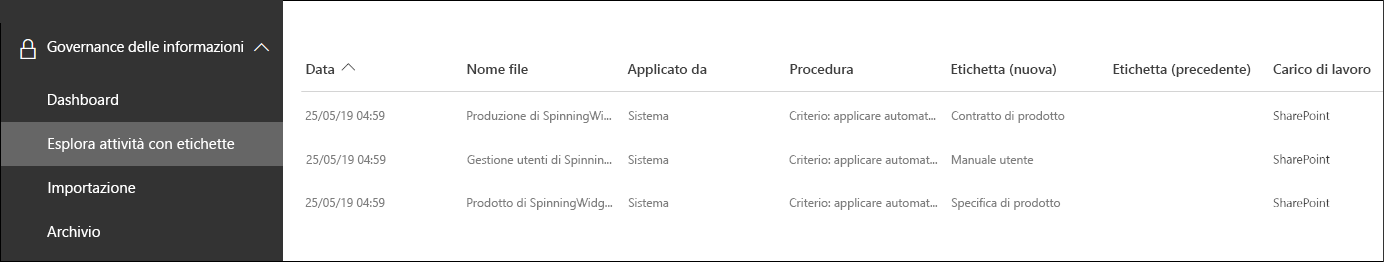 Governance delle informazioni
Dashboard
Esplora attività con etichette
Importazione
Archivio
Data Nome file Applicato da Procedura Etichetta (nuova) Etichetta (precedente) Carico di lavoro
25/05/19 04:59 Produzione di SpinningWi... Sistema Criterio: applicare automat... Contratto di prodotto SharePoint
25/05/19 04:59 Gestione utenti di Spinnin... Sistema Criterio: applicare automat... Manuale utente SharePoint
25/05/19 04:59 Prodotto di SpinningWidg... Sistema Criterio: applicare automat... Specifica di prodotto SharePoint